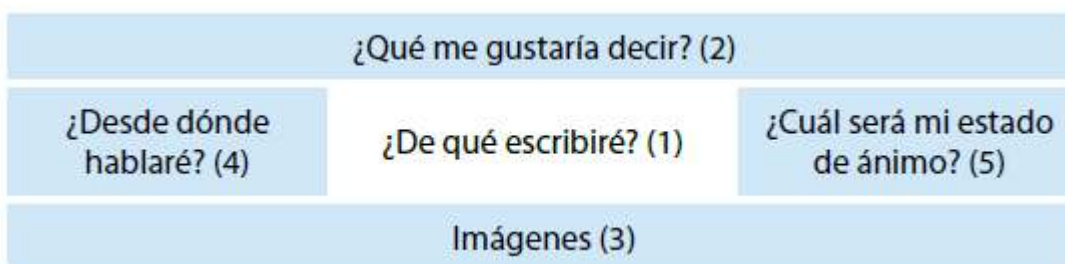 ¿Qué me gustaría decir? (2)
¿Desde dónde
hablaré? (4)
¿De qué escribiré? (1)
¿Cuál será mi estado
de ánimo? (5)
Imágenes (3)